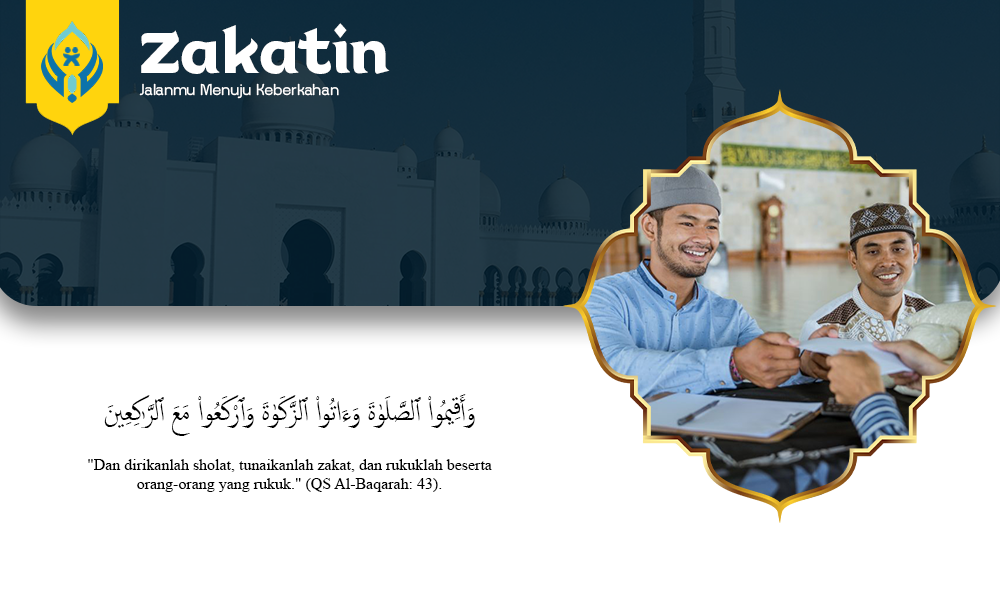 Zakatin
Jalanmu Menuju Keberkahan
وَأَقِيمُوا۟ ٱلصَّلَوٰةَ وَءَاتُوا۟ ٱلزَّكَوٰةَ وَٱرْكَعُوا۟ مَعَ ٱلرَّٰكِعِينَ
"Dan dirikanlah sholat, tunaikanlah zakat, dan rukuklah beserta
orang-orang yang rukuk." (QS Al-Baqarah: 43).